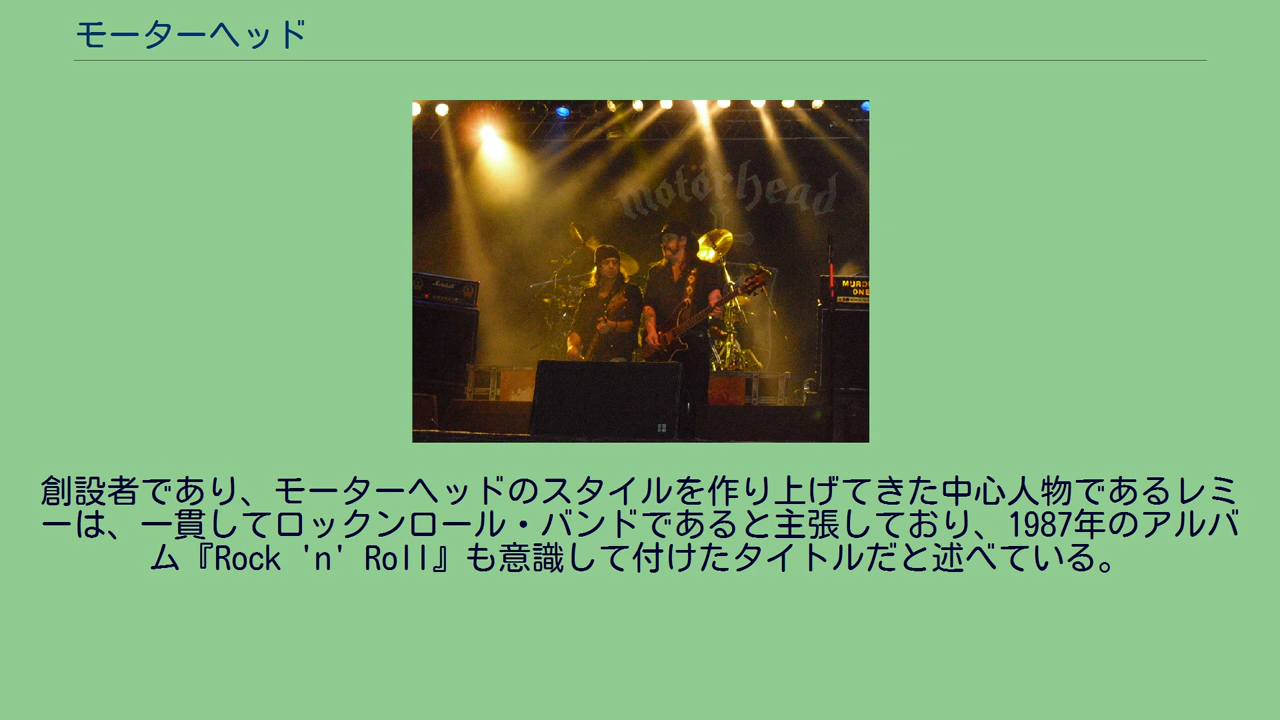 モーターヘッド
motörhead
Marshall
MURD
ONE
創設者であり、モーターヘッドのスタイルを作り上げてきた中心人物であるレミ
ーは、一貫してロックンロール・バンドであると主張しており、1987年のアルバ
ム『Rock 'n' Roll』も意識して付けたタイトルだと述べている。